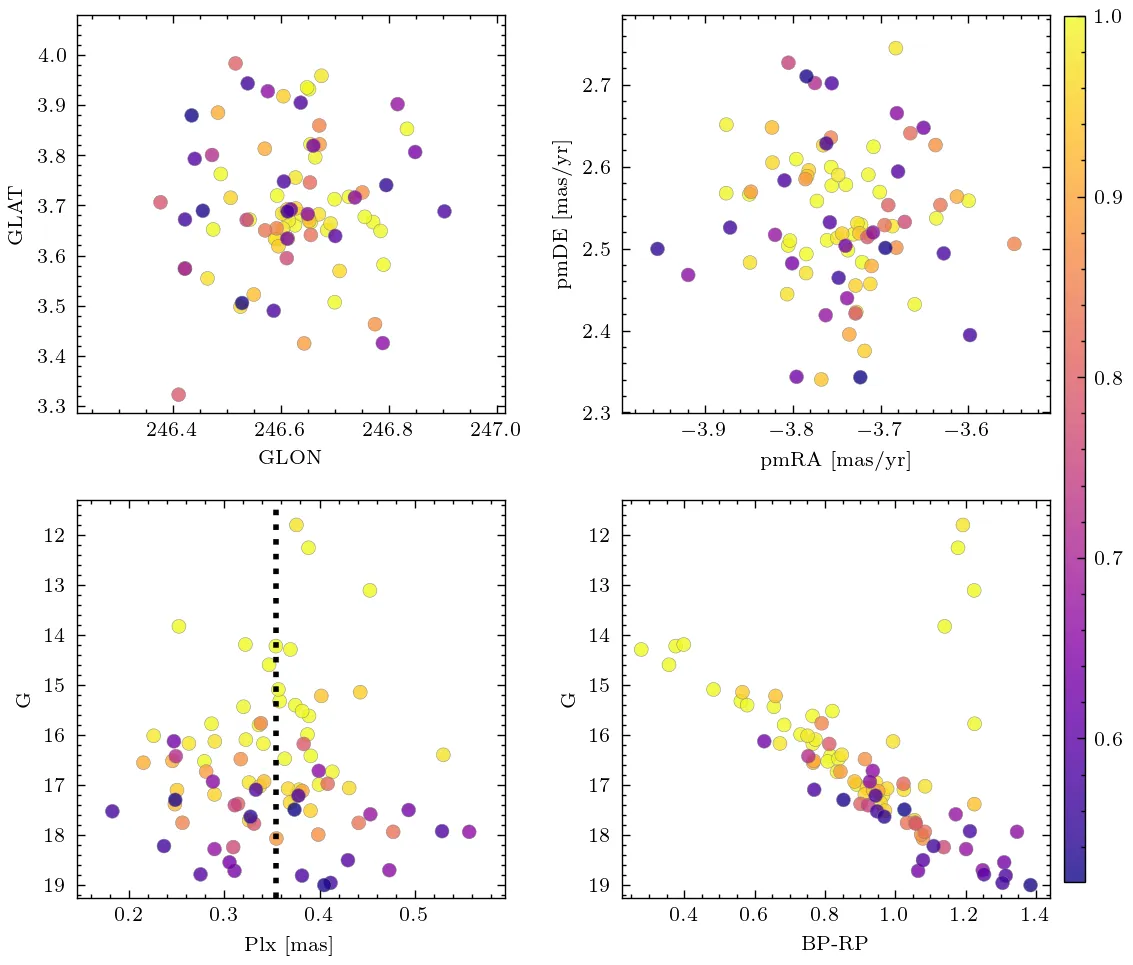 4.0
3.9
3.8
3.7
3.6
3.5
3.4
3.3
GLAT
246.4 246.6 246.8 247.0
GLON
2.7
2.6
2.5
2.4
2.3
pmDE [mas/yr]
−3.9 −3.8 −3.7 −3.6
pmRA [mas/yr]
12
13
14
15
16
17
18
19
G
0.2 0.3 0.4 0.5
Plx [mas]
12
13
14
15
16
17
18
19
G
0.4 0.6 0.8 1.0 1.2 1.4
BP-RP
1.0
0.9
0.8
0.7
0.6